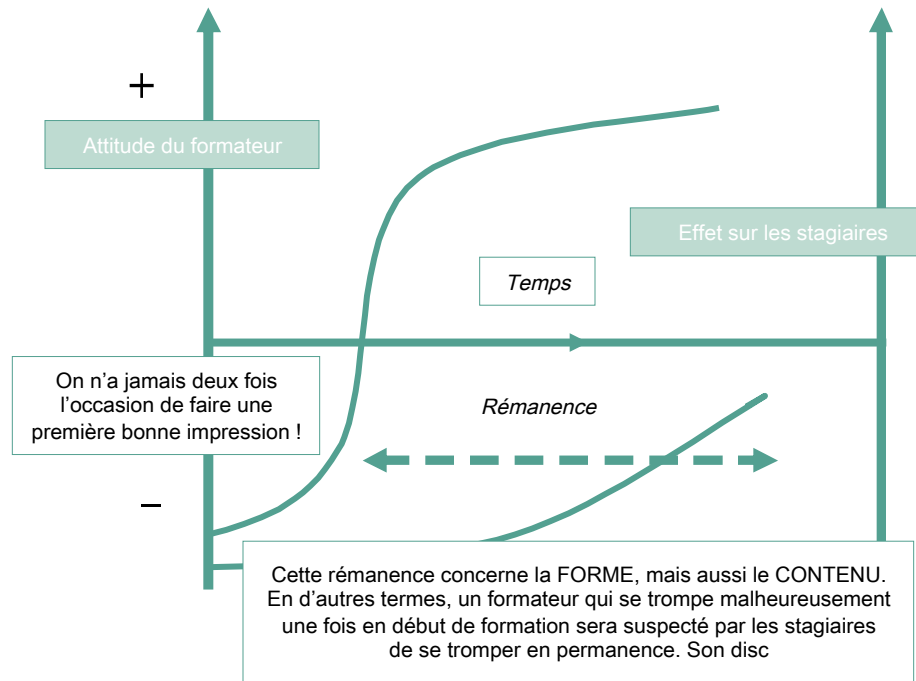 +
Attitude du formateur
Effet sur les stagiaires
Temps
On n’a jamais deux fois
l’occasion de faire une
première bonne impression !
Rémanence
–
Cette rémanence concerne la FORME, mais aussi le CONTENU.
En d’autres termes, un formateur qui se trompe malheureusement
une fois en début de formation sera suspecté par les stagiaires
de se tromper en permanence. Son disc